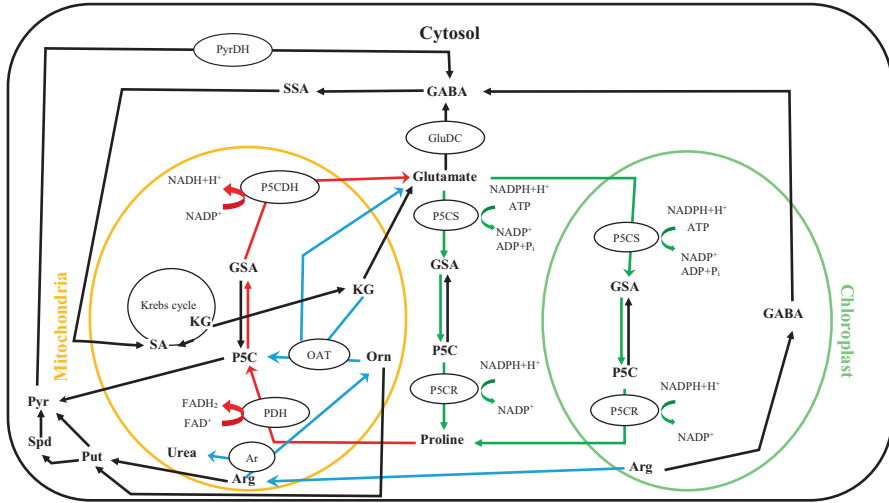 Cytosol
PyrDH
SSA
GABA
GluDC
Glutamate
NADH+H⁺
P5CDH
NADP⁺
NADPH+H⁺
ATP
P5CS
NADP⁺
ADP+Pᵢ
NADPH+H⁺
ATP
P5CS
NADP⁺
ADP+Pᵢ
GSA
GSA
GSA
KG
Krebs cycle
KG
SA
GABA
Mitochondria
Chloroplast
P5C
OAT
Orn
P5C
P5C
NADPH+H⁺
P5CR
NADP⁺
NADPH+H⁺
P5CR
NADP⁺
FADH₂
FAD⁺
PDH
Pyr
Spd
Put
Urea
Ar
Arg
Proline
Arg